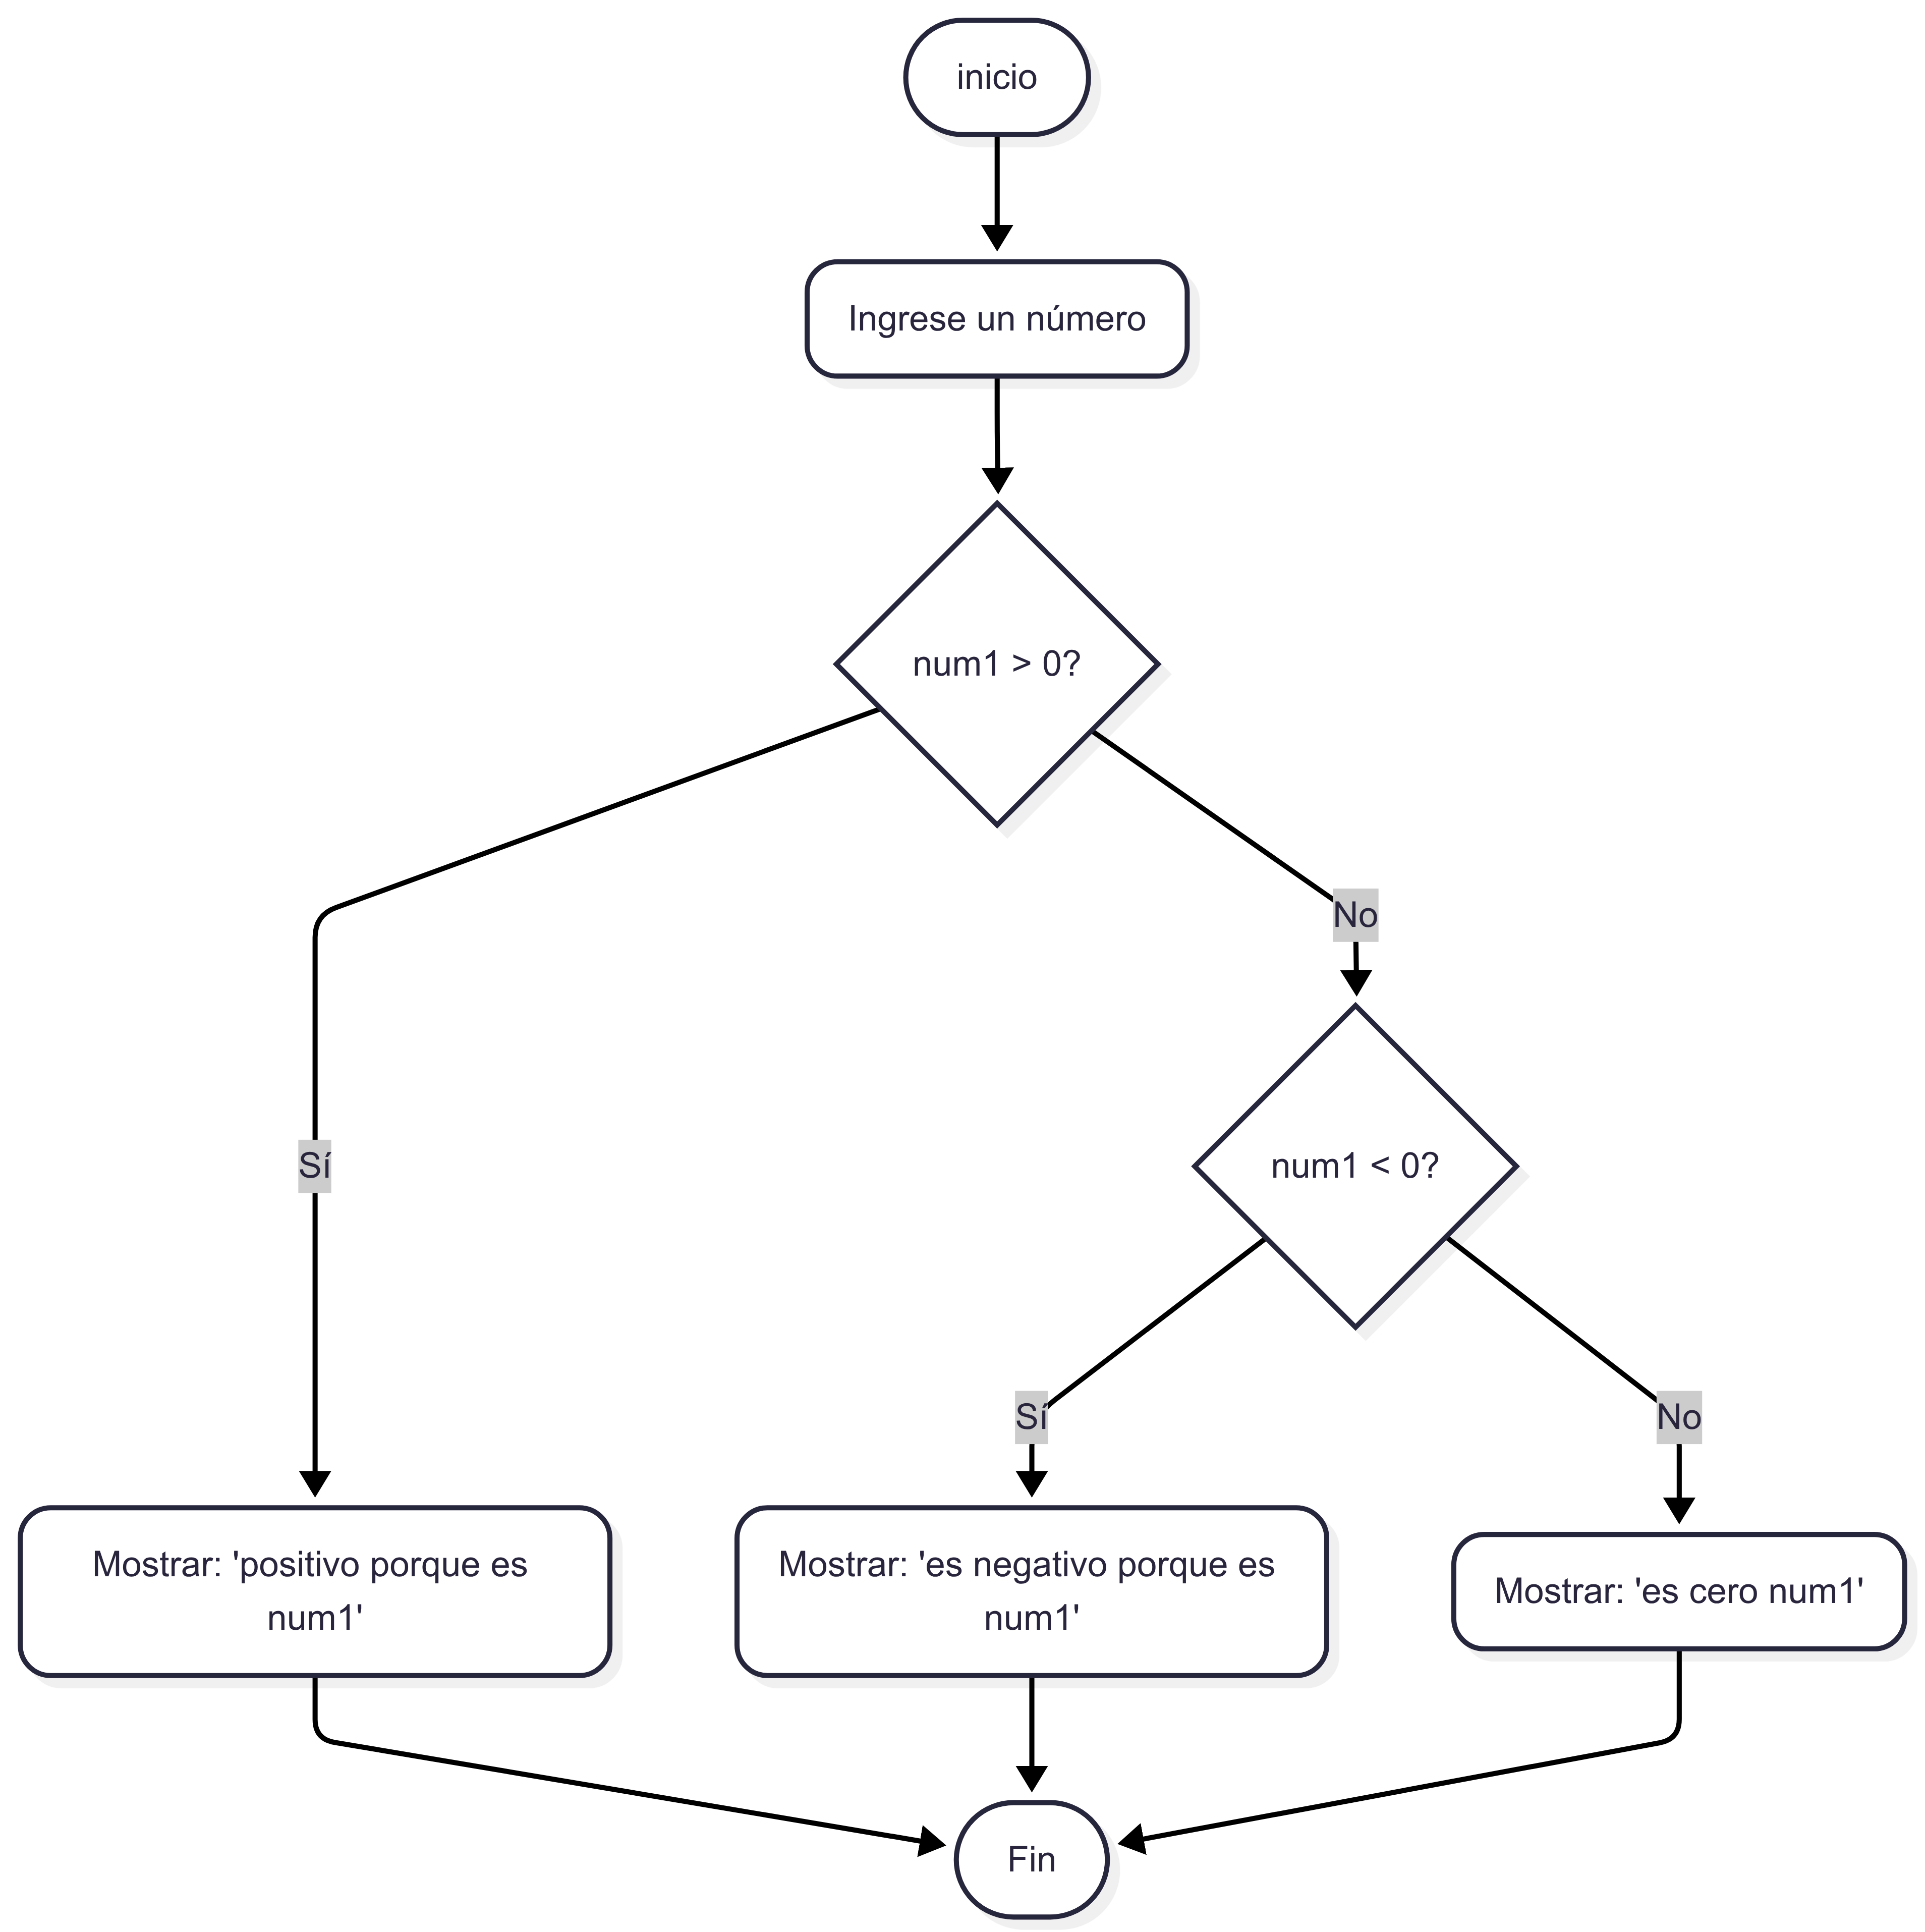 inicio
Ingrese un número
num1 > 0?
No
Sí
num1 < 0?
Sí
No
Mostrar: 'positivo porque es
num1'
Mostrar: 'es negativo porque es
num1'
Mostrar: 'es cero num1'
Fin